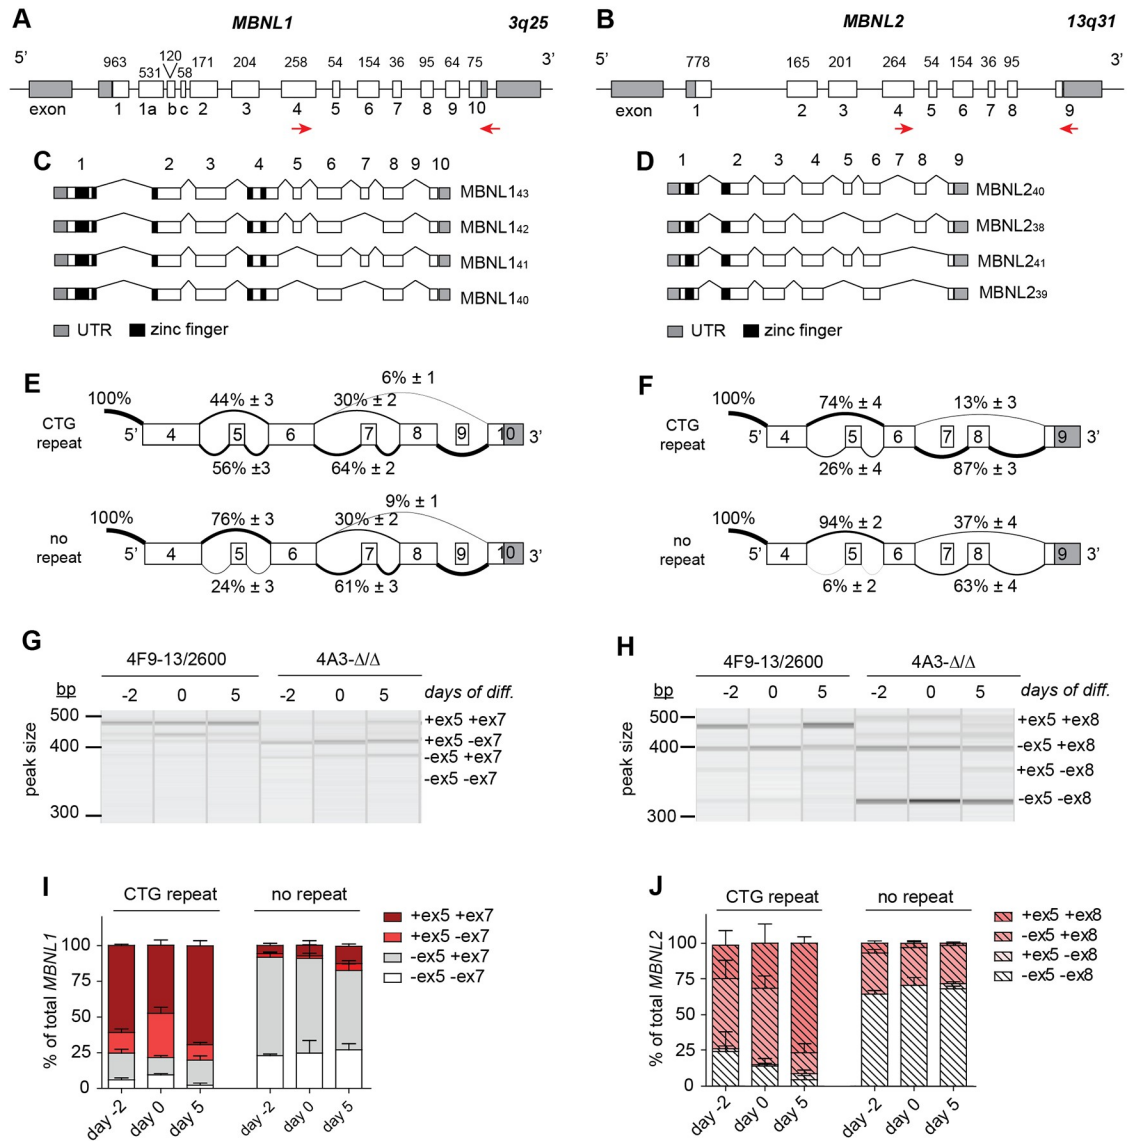 A MBNL1 3q25
5’ 963 531 120 58 171 204 258 54 154 36 95 64 75 3’
exon 1 1a b c 2 3 4 5 6 7 8 9 10
B MBNL2 13q31
5’ 778 165 201 264 54 154 36 95 3’
exon 1 2 3 4 5 6 7 8 9
C 1 2 3 4 5 6 7 8 9 10
MBNL143
MBNL142
MBNL141
MBNL140
UTR zinc finger
D 1 2 3 4 5 6 7 8 9
MBNL240
MBNL238
MBNL241
MBNL239
UTR zinc finger
E
6% ± 1
100% 44% ± 3 30% ± 2
CTG
repeat
5’ 4 5 6 7 8 9 10 3’
56% ±3 64% ± 2
9% ± 1
100% 76% ± 3 30% ± 2
no
repeat
5’ 4 5 6 7 8 9 10 3’
24% ± 3 61% ± 3
F
100% 74% ± 4 13% ± 3
CTG
repeat
5’ 4 5 6 7 8 9 3’
26% ± 4 87% ± 3
100% 94% ± 2 37% ± 4
no
repeat
5’ 4 5 6 7 8 9 3’
6% ± 2 63% ± 4
G
4F9-13/2600 4A3-Δ/Δ
bp -2 0 5 -2 0 5 days of diff.
peak size
500
400
300
+ex5 +ex7
+ex5 -ex7
-ex5 +ex7
-ex5 -ex7
H
4F9-13/2600 4A3-Δ/Δ
bp -2 0 5 -2 0 5 days of diff.
peak size
500
400
300
+ex5 +ex8
-ex5 +ex8
+ex5 -ex8
-ex5 -ex8
I
CTG repeat no repeat
% of total MBNL1
100
75
50
25
0
day -2 day 0 day 5 day -2 day 0 day 5
+ex5 +ex7
+ex5 -ex7
-ex5 +ex7
-ex5 -ex7
J
CTG repeat no repeat
% of total MBNL2
100
75
50
25
0
day -2 day 0 day 5 day -2 day 0 day 5
+ex5 +ex8
-ex5 +ex8
+ex5 -ex8
-ex5 -ex8